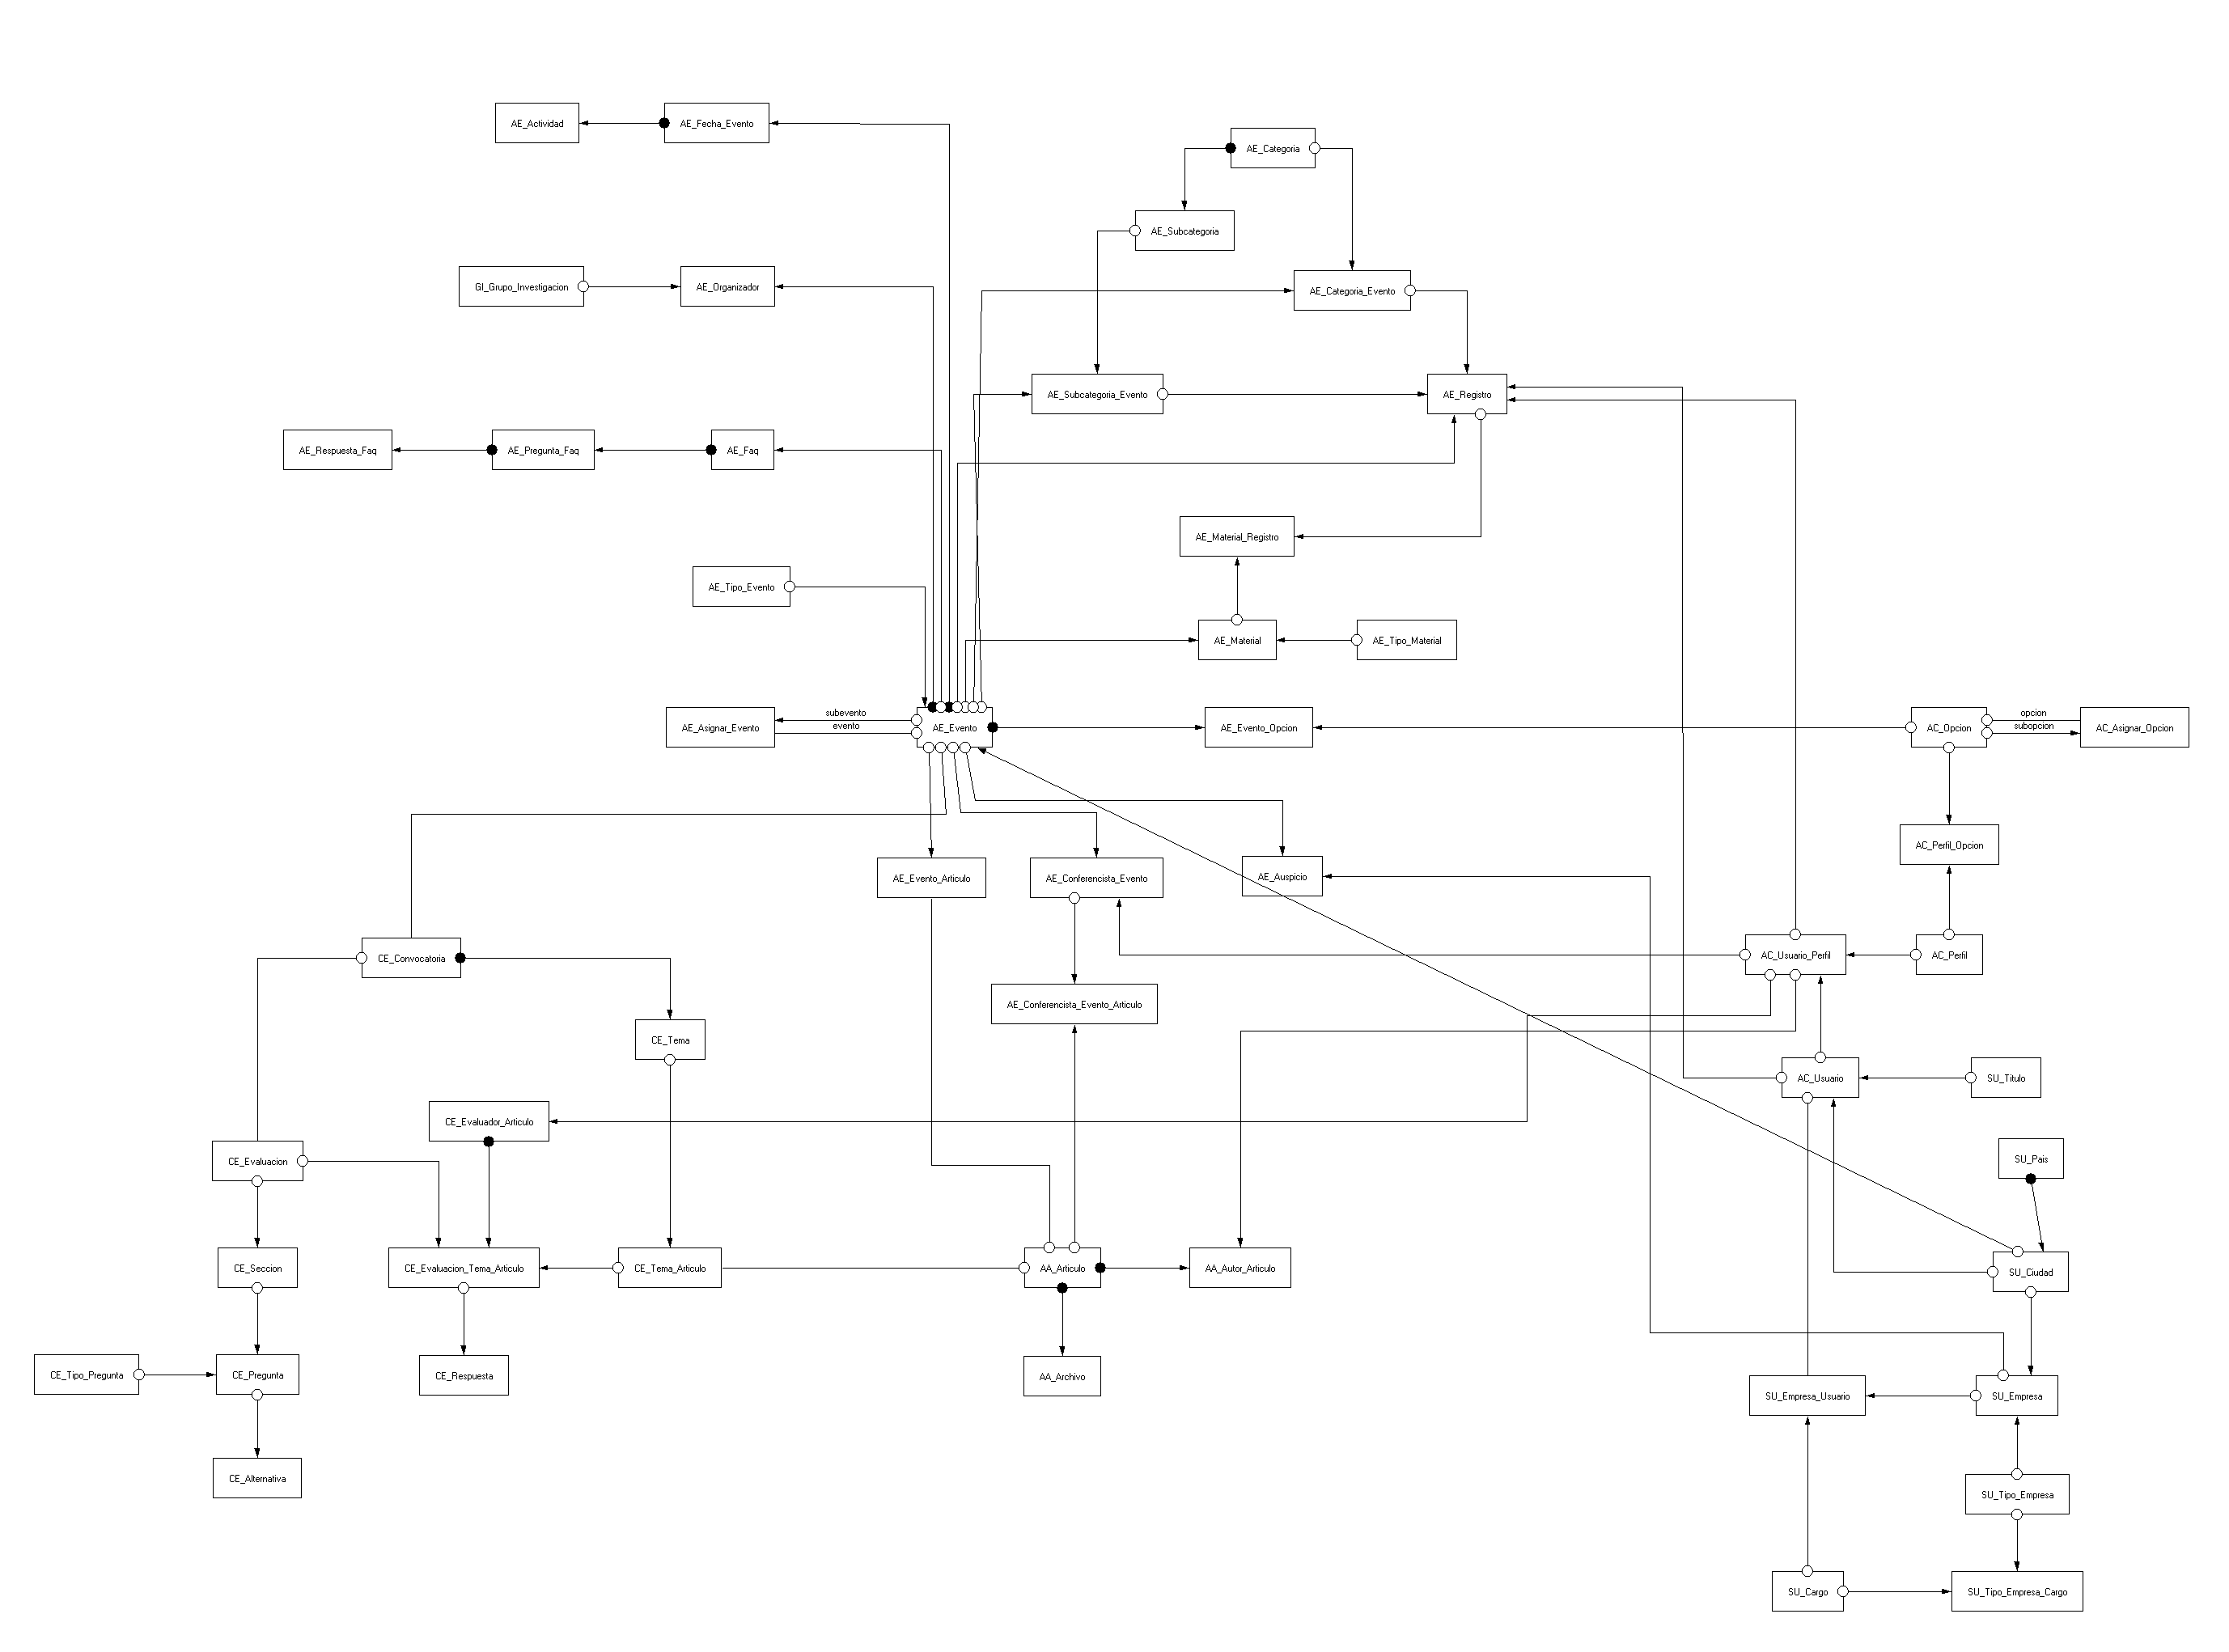 AE_Actividad
AE_Fecha_Evento
AE_Categoria
AE_Subcategoria
GI_Grupo_Investigacion
AE_Organizador
AE_Categoria_Evento
AE_Subcategoria_Evento
AE_Registro
AE_Respuesta_Faq
AE_Pregunta_Faq
AE_Faq
AE_Material_Registro
AE_Tipo_Evento
AE_Material
AE_Tipo_Material
AE_Asignar_Evento
subevento
evento
AE_Evento
AE_Evento_Opcion
AC_Opcion
opcion
subopcion
AC_Asignar_Opcion
AC_Perfil_Opcion
AE_Evento_Articulo
AE_Conferencista_Evento
AE_Auspicio
CE_Convocatoria
AC_Usuario_Perfil
AC_Perfil
AE_Conferencista_Evento_Articulo
CE_Tema
AC_Usuario
SU_Titulo
CE_Evaluador_Articulo
CE_Evaluacion
SU_Pais
CE_Seccion
CE_Evaluacion_Tema_Articulo
CE_Tema_Articulo
AA_Articulo
AA_Autor_Articulo
SU_Ciudad
CE_Tipo_Pregunta
CE_Pregunta
CE_Respuesta
AA_Archivo
SU_Empresa_Usuario
SU_Empresa
CE_Alternativa
SU_Tipo_Empresa
SU_Cargo
SU_Tipo_Empresa_Cargo